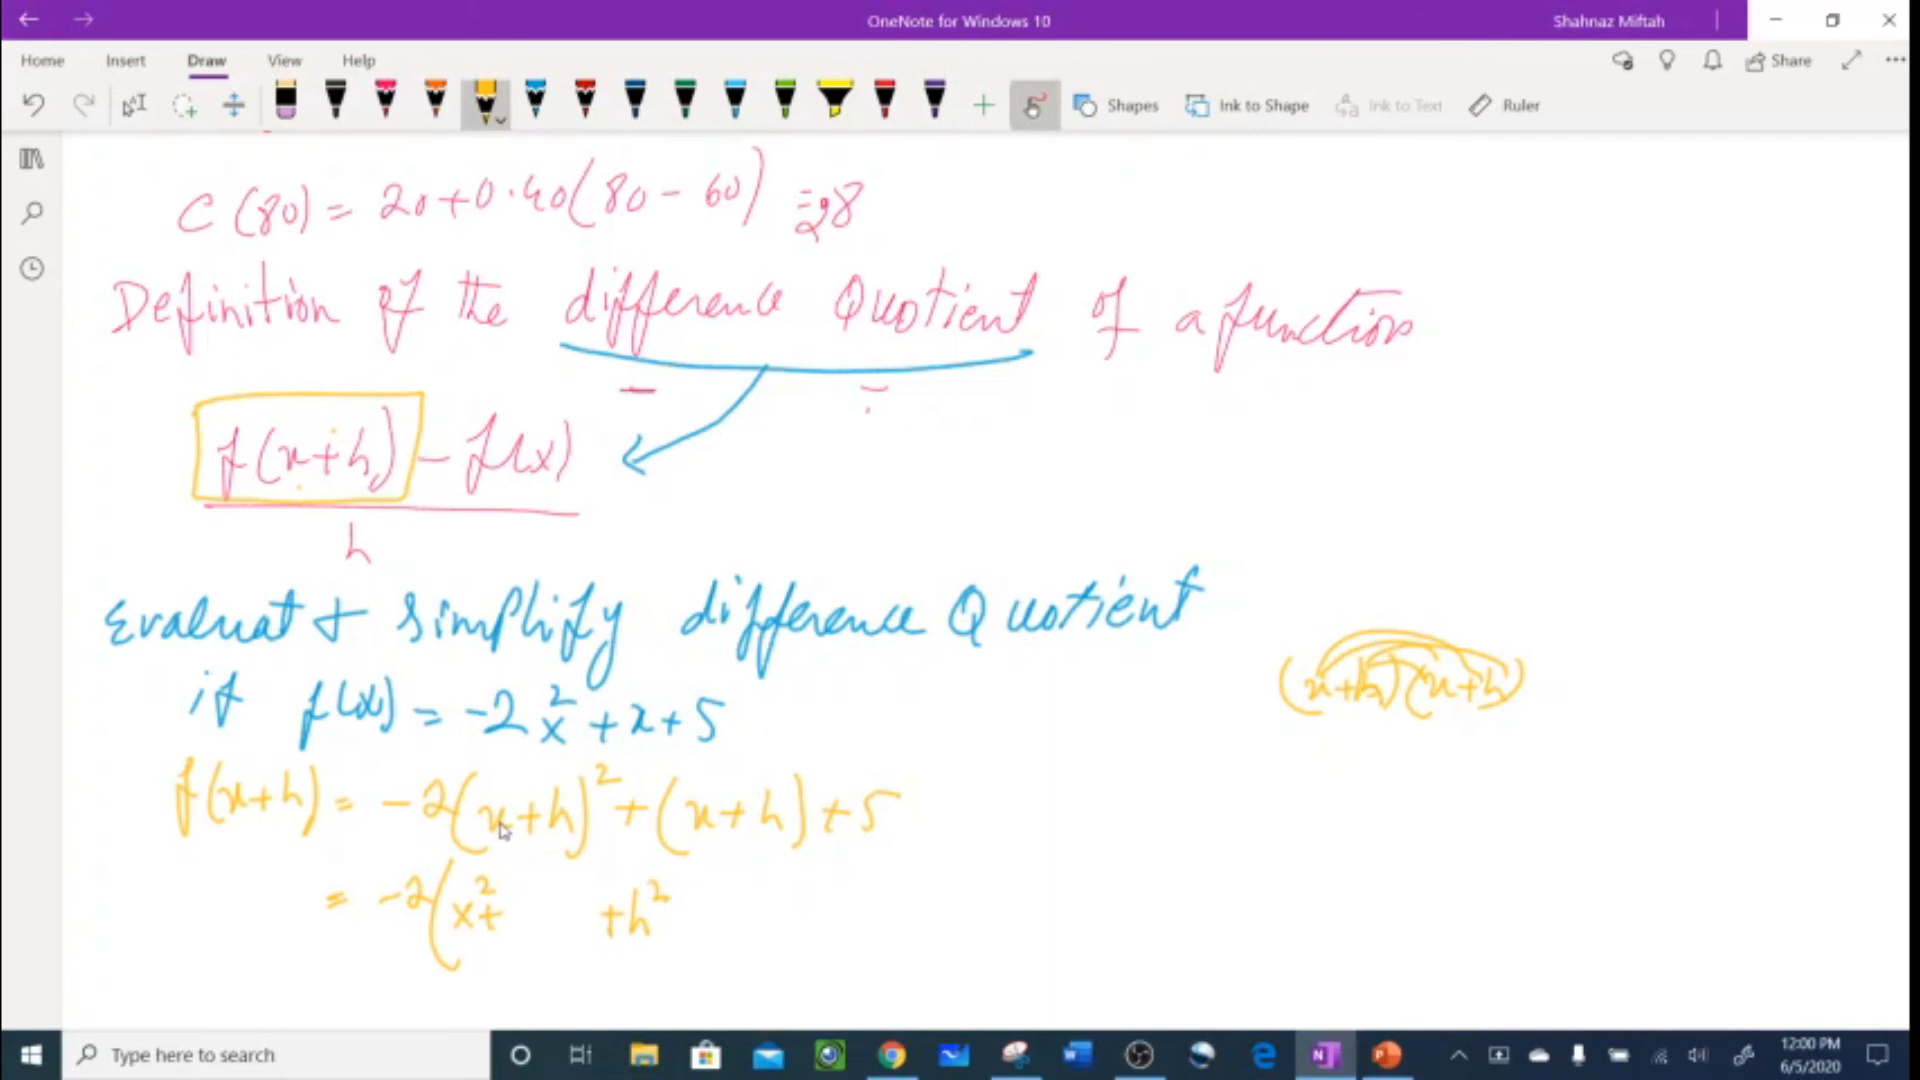 OneNote for Windows 10
Shahnaz Miftah
Home Insert Draw View Help
Share
Shapes Ink to Shape Ink to Text Ruler
C(80) = 20+0.40(80-60) =28
Definition of the difference Quotient of a function
- ÷
f(x+h) - f(x)
h
Evaluat + Simplify difference Quotient
if f(x) = -2x² + x + 5
(x+h)(x+h)
f(x+h) = -2(x+h)² + (x+h) + 5
= -2(x²+ +h²
Type here to search
12:00 PM
6/5/2020